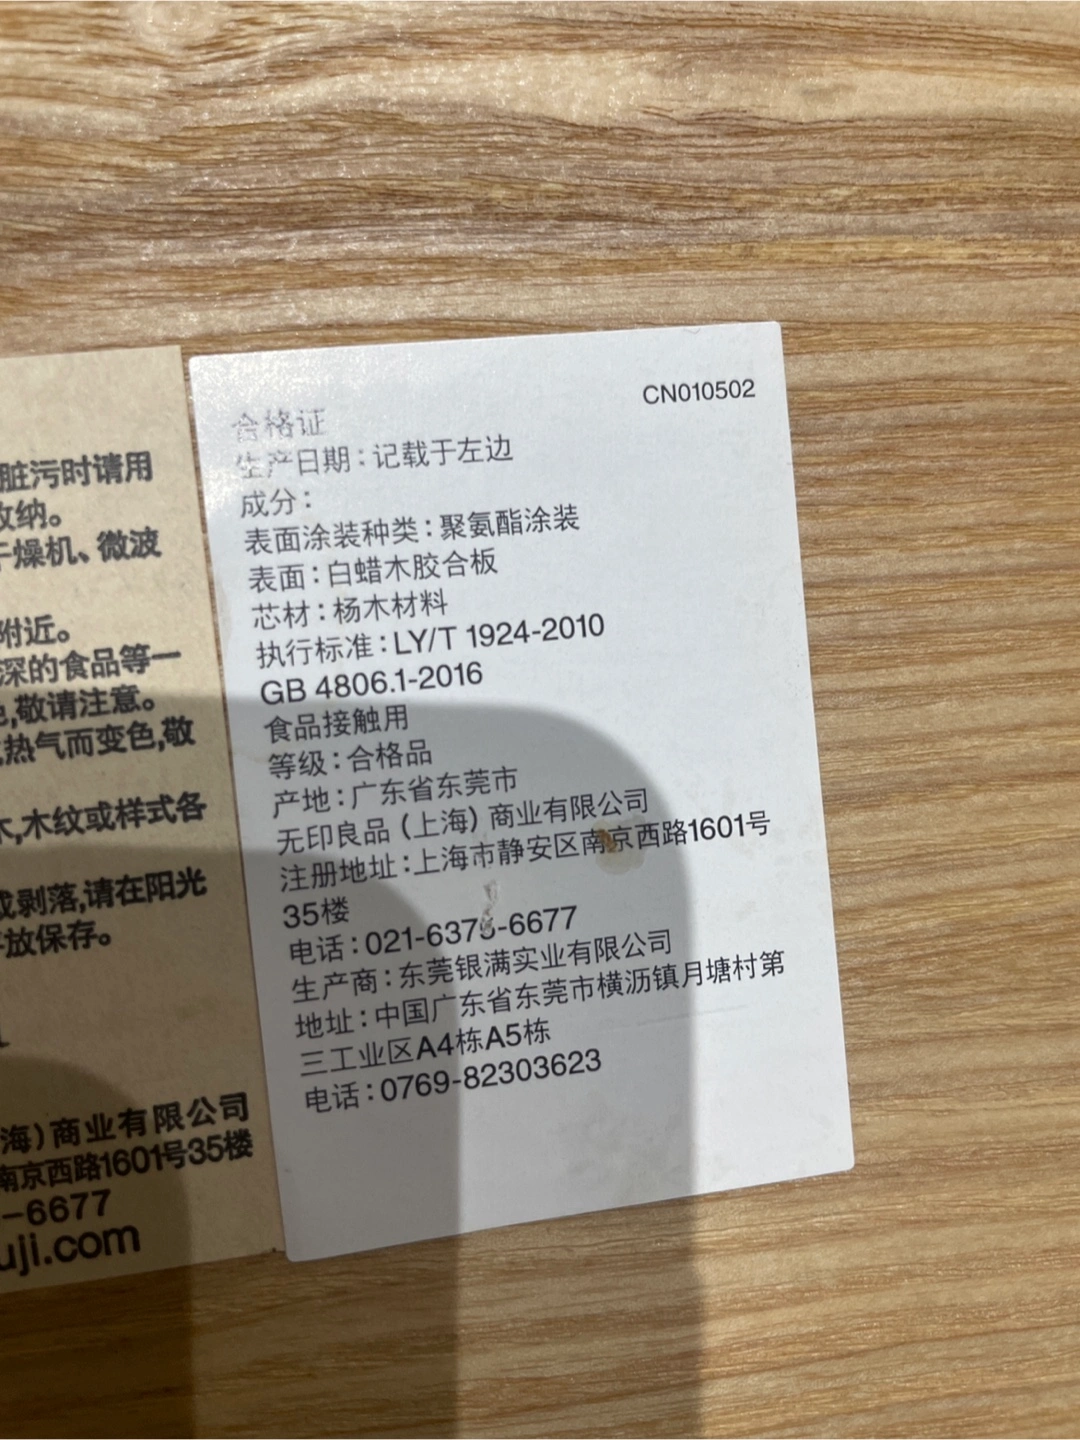 脏污时请用
收纳。
干燥机、微波
附近。
深的食品等一
色,敬请注意。
热气而变色,敬
木,木纹或样式各
或剥落,请在阳光
放保存。
海）商业有限公司
南京西路1601号35楼
-6677
uji.com
CN010502
合格证
生产日期：记载于左边
成分：
表面涂装种类：聚氨酯涂装
表面：白蜡木胶合板
芯材：杨木材料
执行标准：LY/T 1924-2010
GB 4806.1-2016
食品接触用
等级：合格品
产地：广东省东莞市
无印良品（上海）商业有限公司
注册地址：上海市静安区南京西路1601号
35楼
电话：021-6375-6677
生产商：东莞银满实业有限公司
地址：中国广东省东莞市横沥镇月塘村第
三工业区A4栋A5栋
电话：0769-82303623